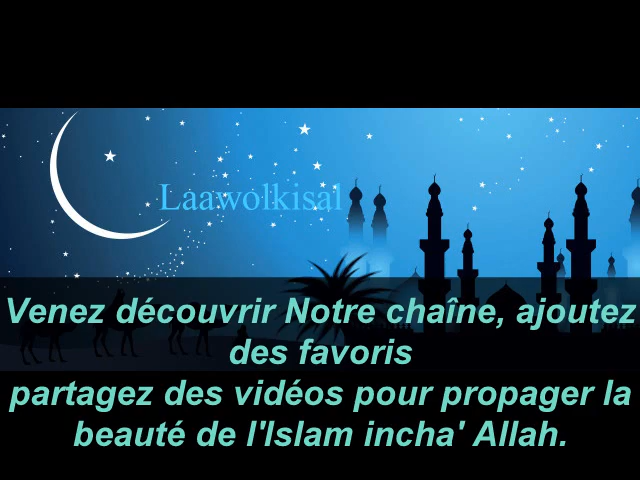 Laawolkisal
Venez découvrir Notre chaîne, ajoutez
des favoris
partagez des vidéos pour propager la
beauté de l'Islam incha' Allah.